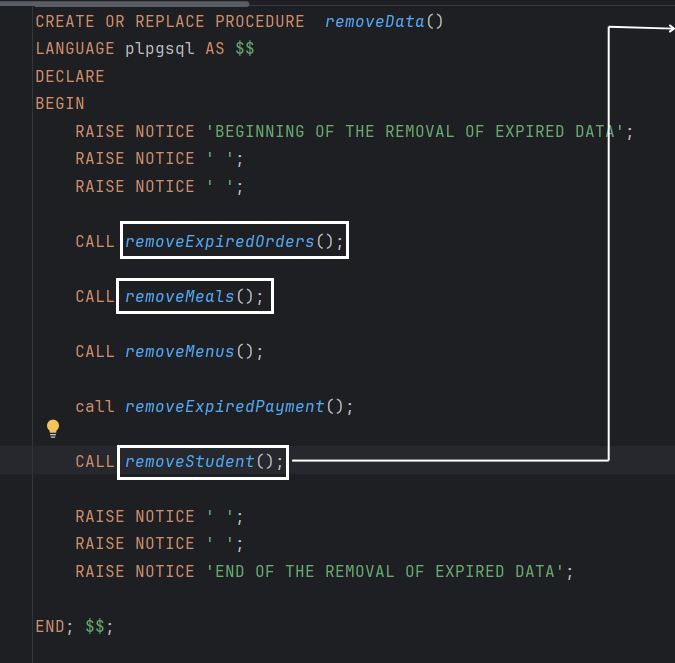 CREATE OR REPLACE PROCEDURE  removeData()
LANGUAGE plpgsql AS $$
DECLARE
BEGIN
    RAISE NOTICE 'BEGINNING OF THE REMOVAL OF EXPIRED DATA';
    RAISE NOTICE ' ';
    RAISE NOTICE ' ';
    CALL removeExpiredOrders();
    CALL removeMeals();
    CALL removeMenus();
    call removeExpiredPayment();
    CALL removeStudent();
    RAISE NOTICE ' ';
    RAISE NOTICE ' ';
    RAISE NOTICE 'END OF THE REMOVAL OF EXPIRED DATA';
END; $$;